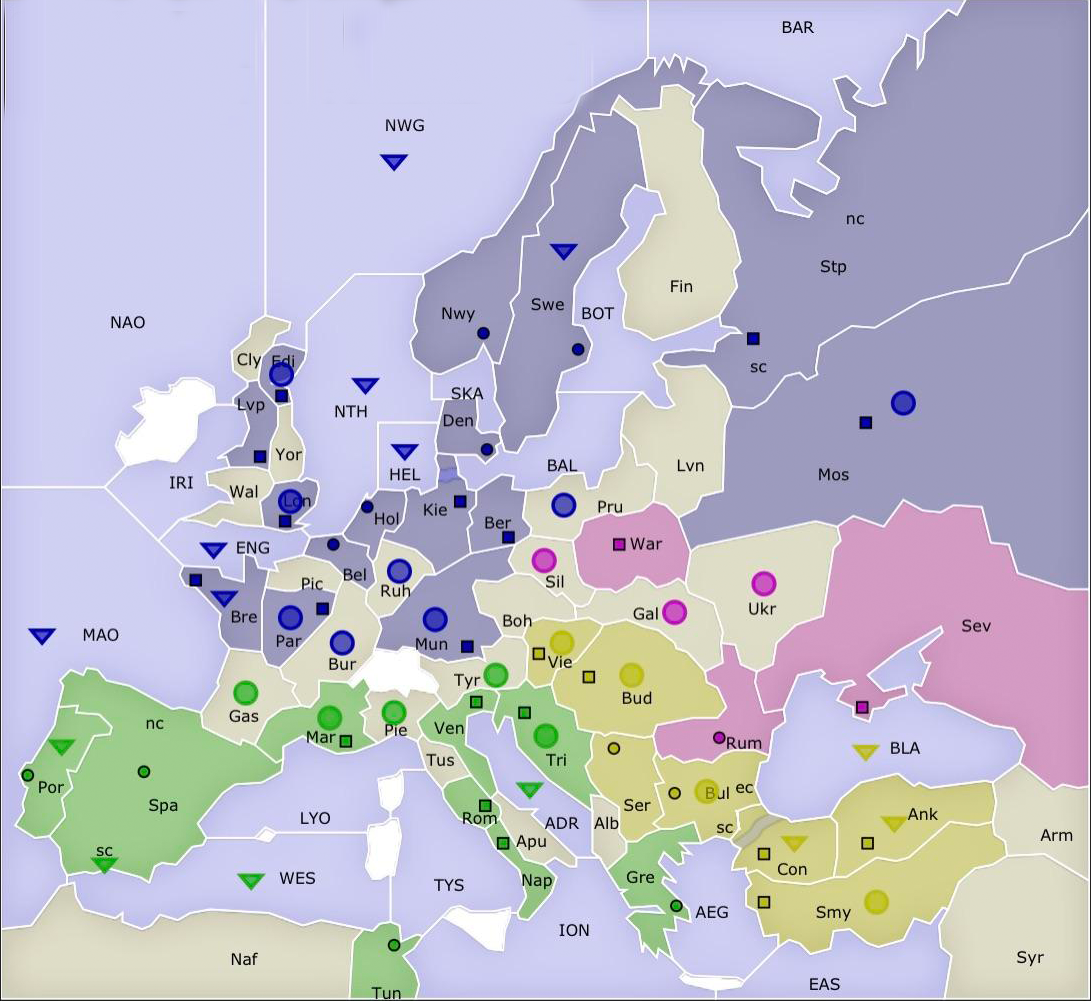 BAR
NWG
nc
Stp
Fin
Swe
Nwy
BOT
NAO
Cly
Edi
sc
SKA
Lvp
NTH
Den
Yor
Lvn
BAL
HEL
Mos
IRI
Wal
Lon
Kie
Pru
Hol
Ber
War
ENG
Bel
Sil
Pic
Ruh
Ukr
Gal
Bre
Boh
Sev
MAO
Par
Mun
Vie
Bur
Tyr
Bud
Gas
nc
Pie
Ven
Mar
Rum
BLA
Tus
Tri
Por
Bul
ec
Spa
Ser
Rom
LYO
ADR
Alb
sc
Ank
Arm
Apu
sc
Con
WES
TYS
Nap
Gre
AEG
Smy
ION
Naf
Syr
EAS
Tun